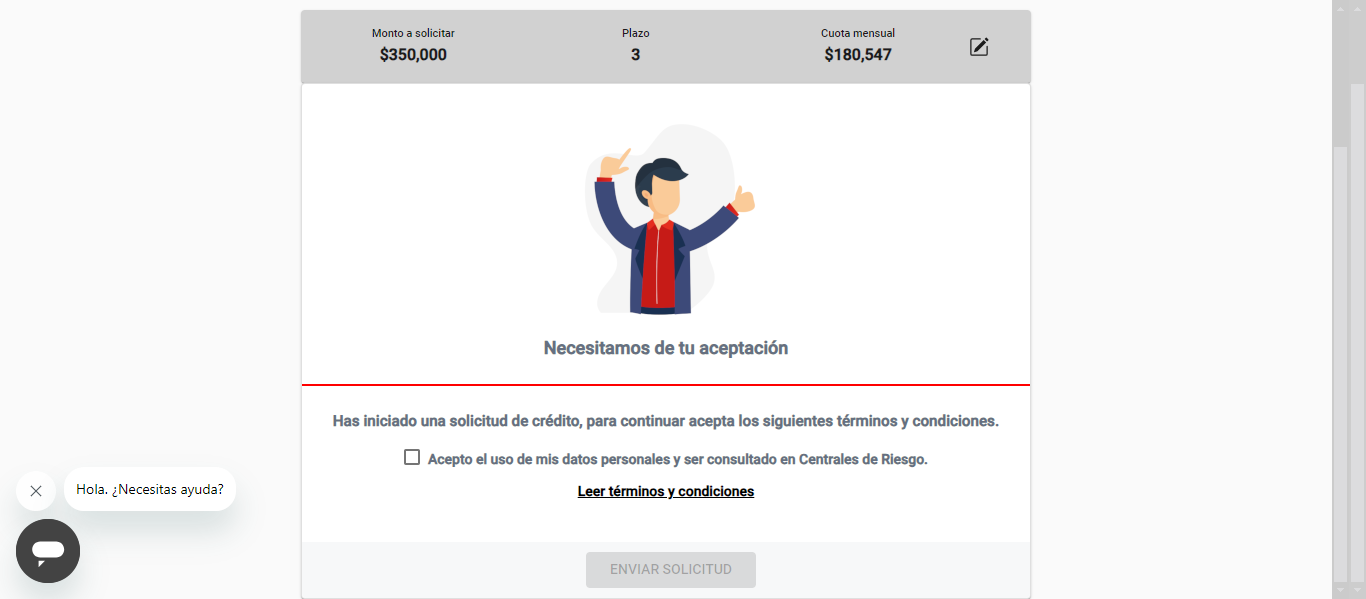 Monto a solicitar
Plazo
Cuota mensual
$350,000
3
$180,547
Necesitamos de tu aceptación
Has iniciado una solicitud de crédito, para continuar acepta los siguientes términos y condiciones.
Acepto el uso de mis datos personales y ser consultado en Centrales de Riesgo.
Leer términos y condiciones
Hola. ¿Necesitas ayuda?
ENVIAR SOLICITUD